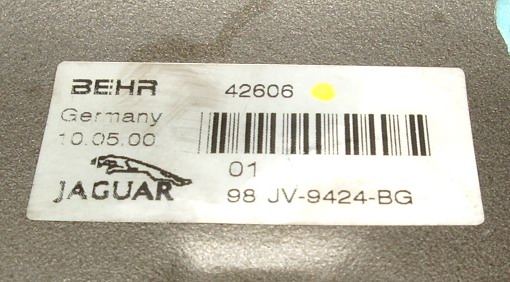 BEHR 42606
Germany
10.05.00
01
JAGUAR 98 JV-9424-BG